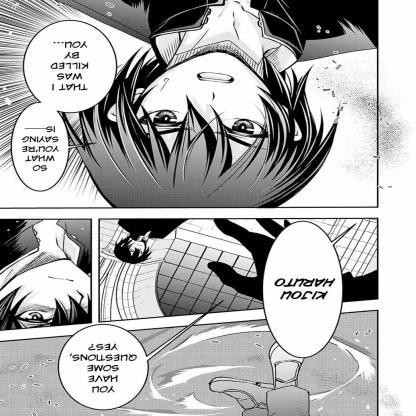 YOU
HAVE
SOME
QUESTIONS,
YES?
KIJOU
HARUTO
SO
WHAT
YOU'RE
SAYING
IS
THAT I
WAS
KILLED
BY
YOU...